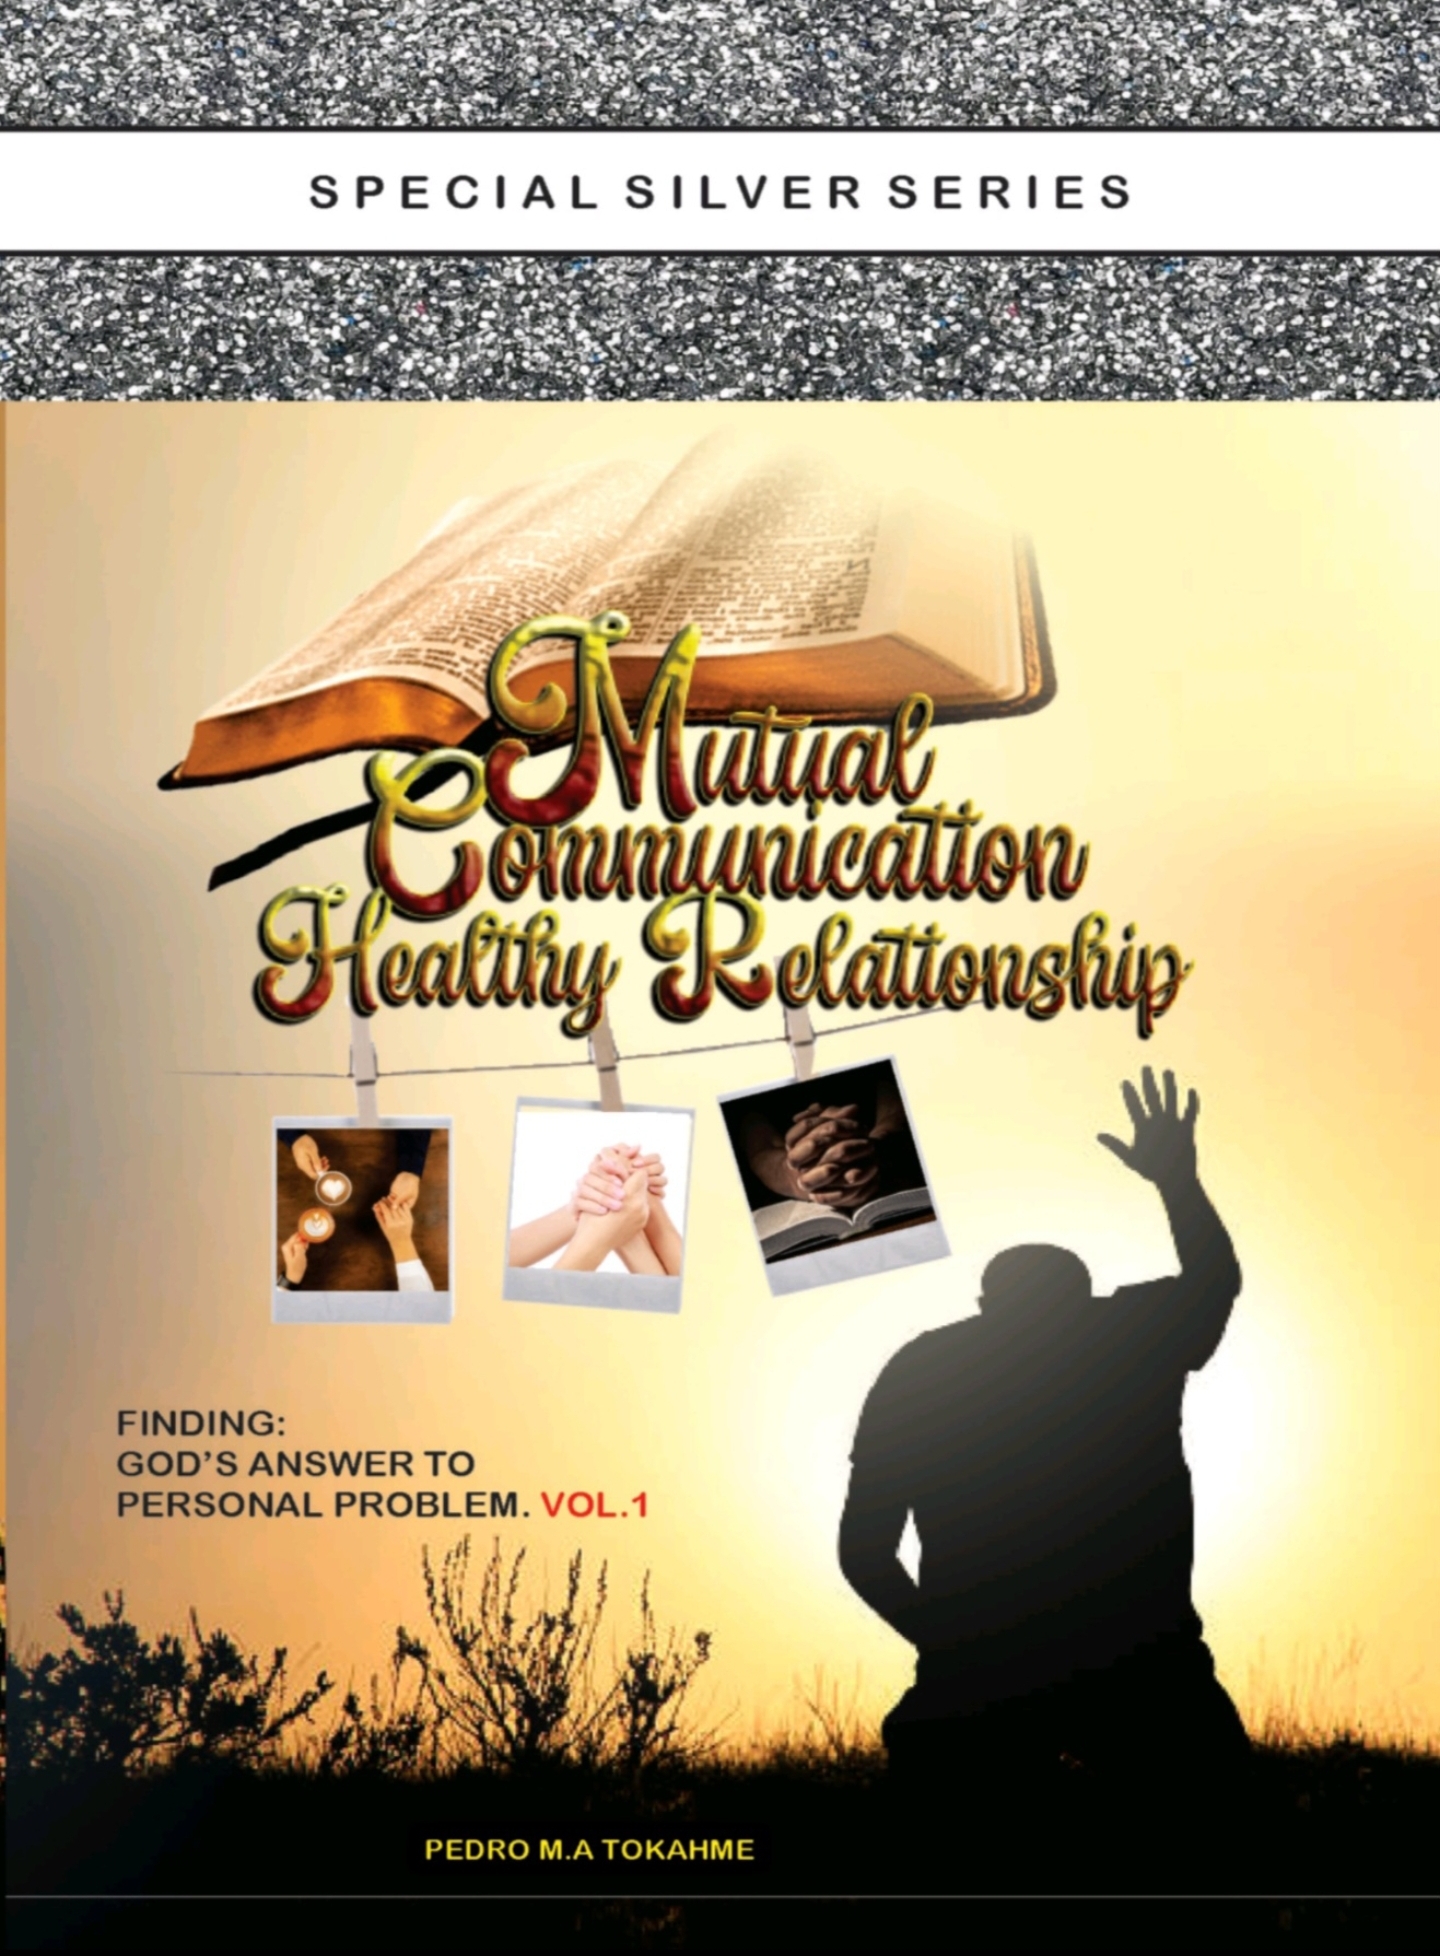 SPECIAL SILVER SERIES
Mutual
Communication
Healthy Relationship
FINDING:
GOD'S ANSWER TO
PERSONAL PROBLEM. VOL.1
PEDRO M.A TOKAHME